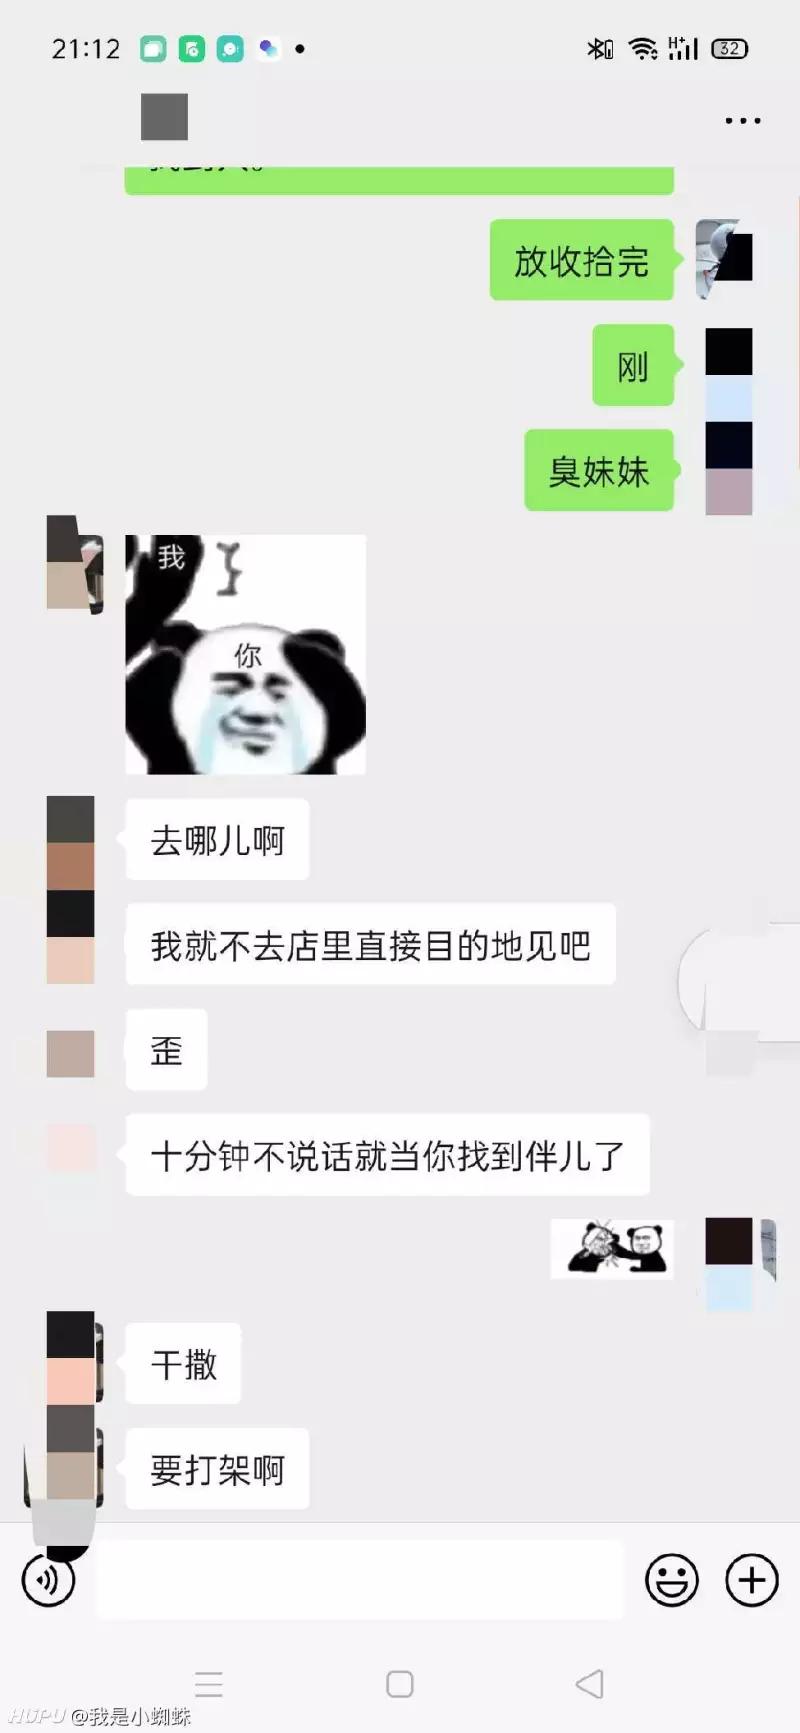 21:12
32
放收拾完
刚
臭妹妹
我
你
去哪儿啊
我就不去店里直接目的地见吧
歪
十分钟不说话就当你找到伴儿了
干撒
要打架啊
HUPU @我是小蜘蛛